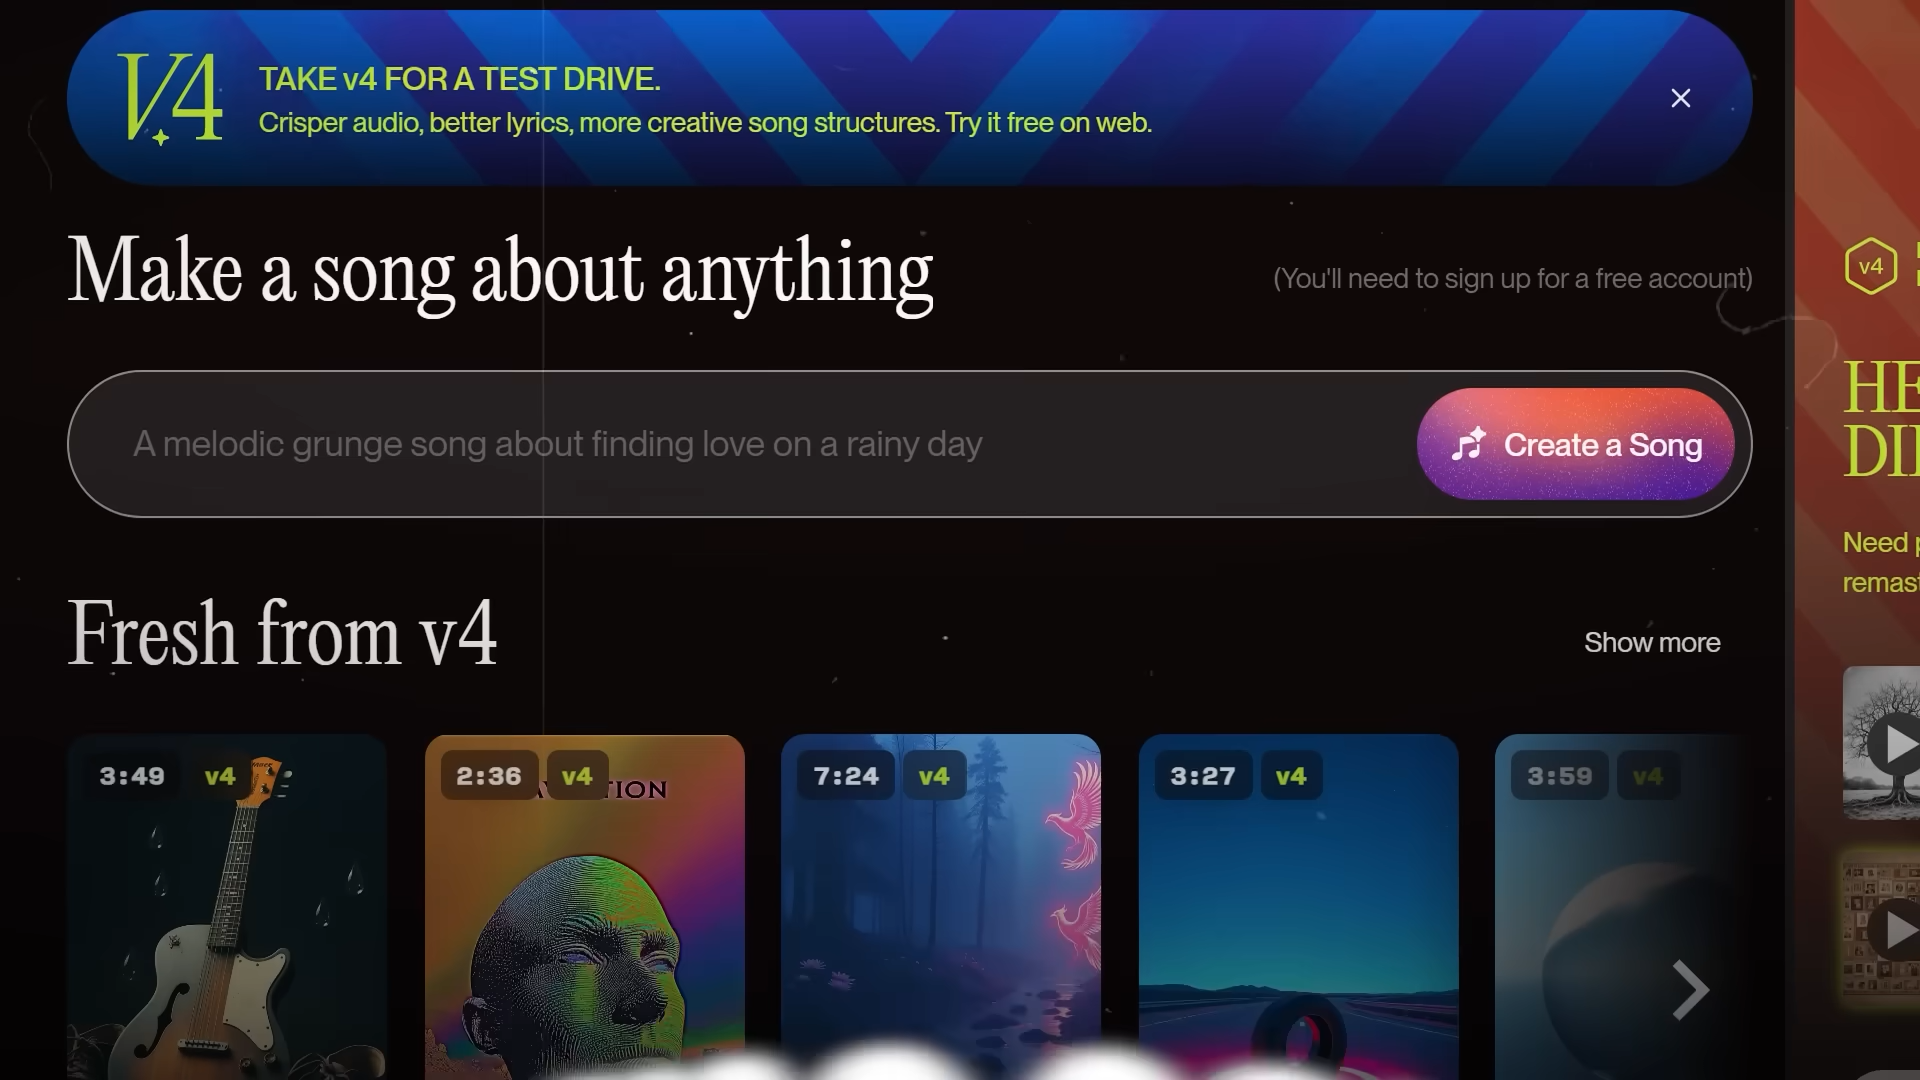 V4
TAKE v4 FOR A TEST DRIVE.
Crisper audio, better lyrics, more creative song structures. Try it free on web.
Make a song about anything
(You'll need to sign up for a free account)
A melodic grunge song about finding love on a rainy day
Create a Song
Fresh from v4
Show more
3:49 v4
2:36 v4
7:24 v4
3:27 v4
3:59 v4
v4
Need